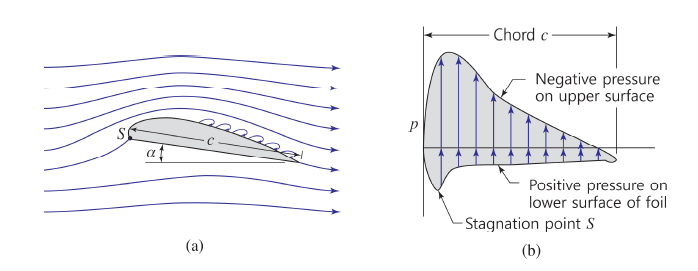 S
c
α
(a)
Chord c
Negative pressure
on upper surface
p
Positive pressure on
lower surface of foil
Stagnation point S
(b)